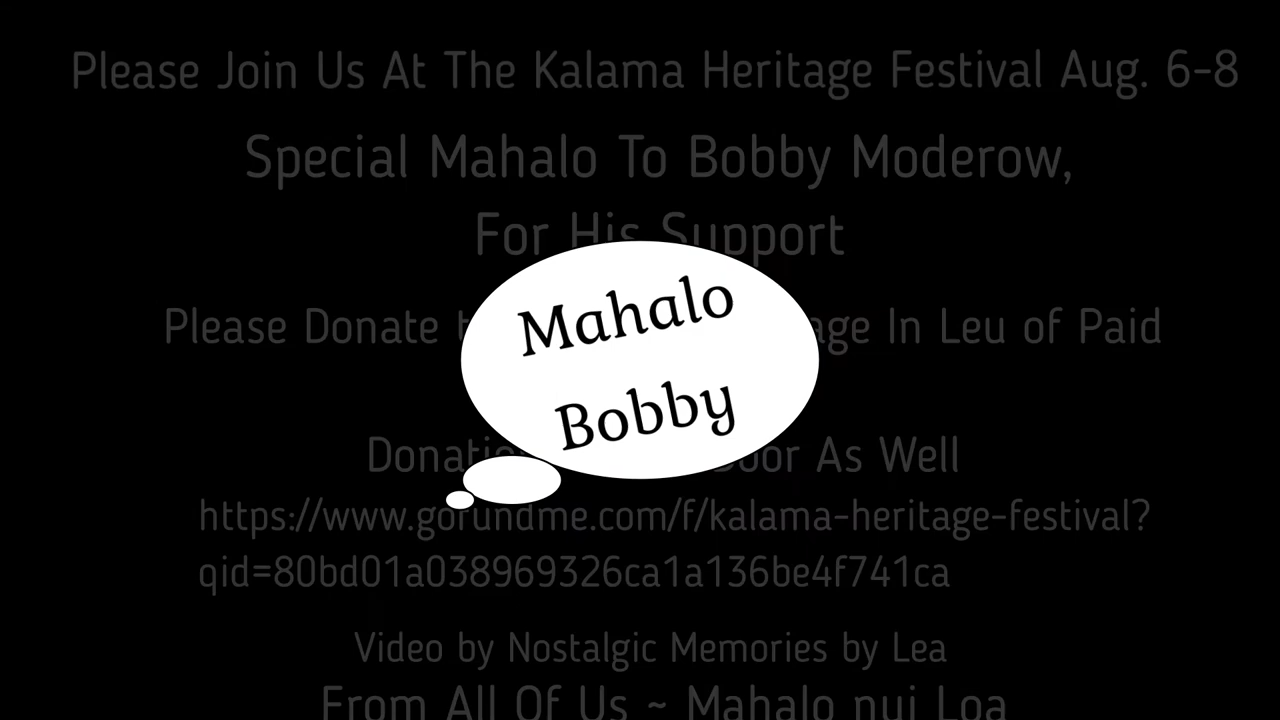 Please Join Us At The Kalama Heritage Festival Aug. 6-8
Special Mahalo To Bobby Moderow,
For His Support
Mahalo
Please Donate In Leu of Paid
Bobby
As Well
https://www.gofundme.com/f/kalama-heritage-festival?
qid=80bd01a038969326ca1a136be4f741ca
Video by Nostalgic Memories by Lea
From All Of Us ~ Mahalo nui Loa